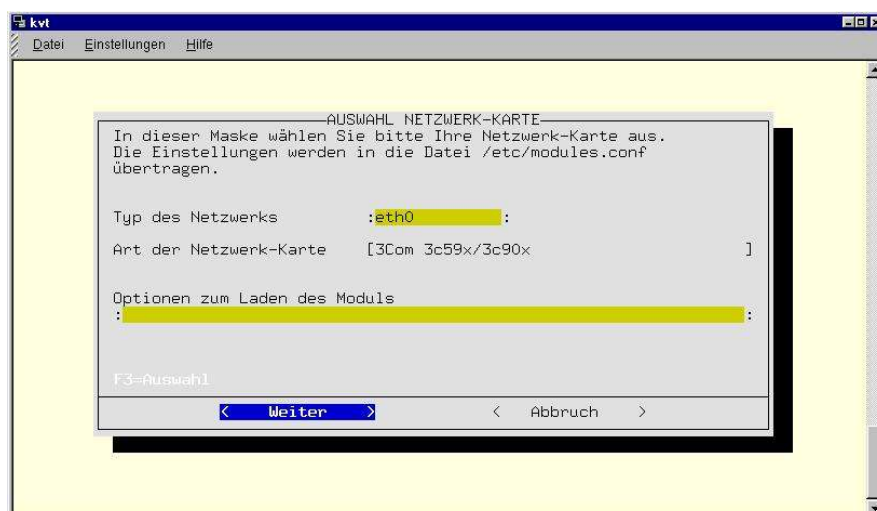 kvt
Datei Einstellungen Hilfe
AUSWAHL NETZWERK-KARTE
In dieser Maske wählen Sie bitte Ihre Netzwerk-Karte aus.
Die Einstellungen werden in die Datei /etc/modules.conf
übertragen.
Typ des Netzwerks :eth0 :
Art der Netzwerk-Karte [3Com 3c59x/3c90x ]
Optionen zum Laden des Moduls
: :
F3=Auswahl
< Weiter > < Abbruch >